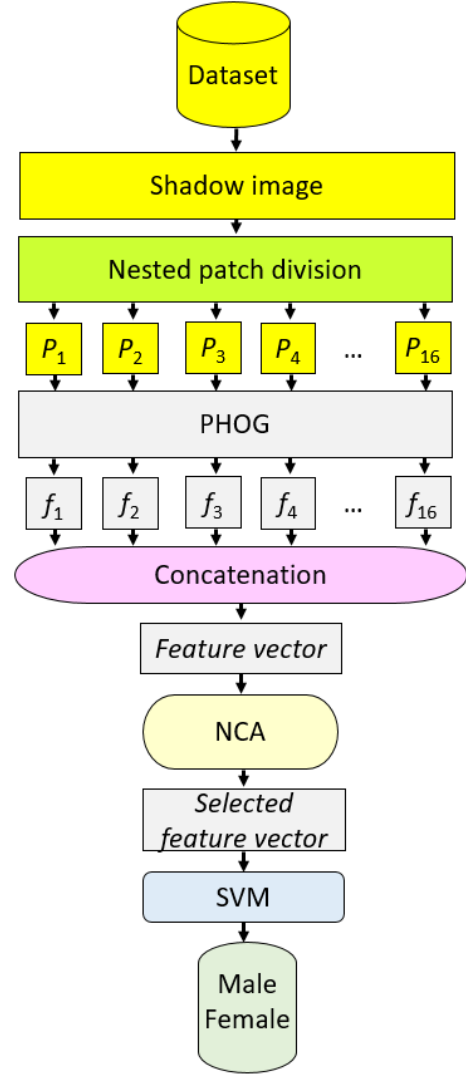 Dataset
Shadow image
Nested patch division
P1 P2 P3 P4 ... P16
PHOG
f1 f2 f3 f4 ... f16
Concatenation
Feature vector
NCA
Selected
feature vector
SVM
Male
Female